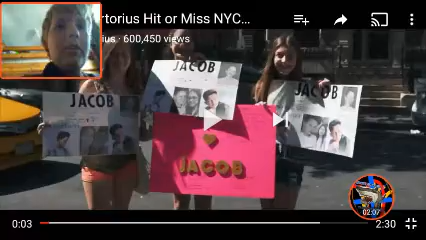 rtorius Hit or Miss NYC...
ius • 600,450 views
JACOB
JACOB
JACOB
JACOB
02:07
0:03
2:30